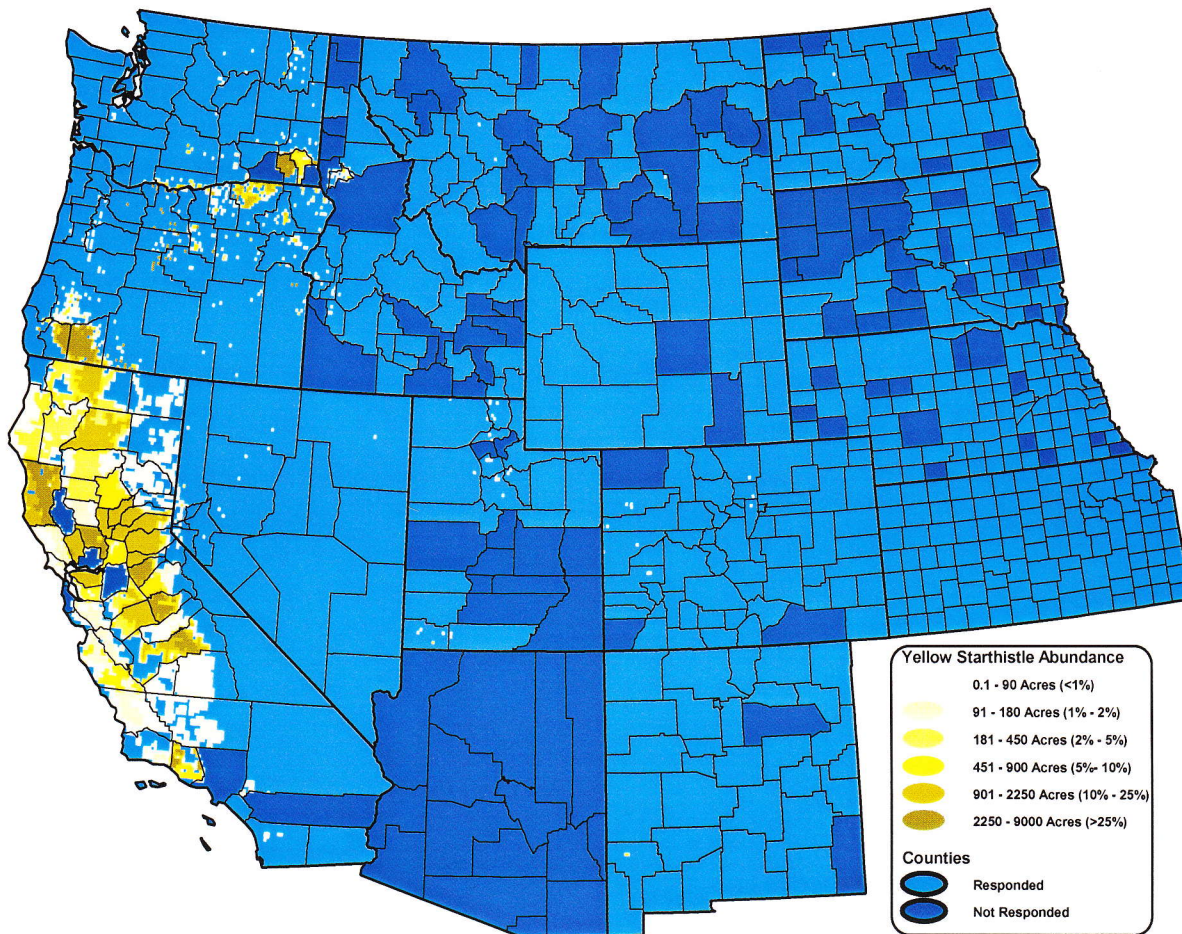 Yellow Starthistle Abundance
0.1 - 90 Acres (<1%)
91 - 180 Acres (1% - 2%)
181 - 450 Acres (2% - 5%)
451 - 900 Acres (5%- 10%)
901 - 2250 Acres (10% - 25%)
2250 - 9000 Acres (>25%)
Counties
Responded
Not Responded